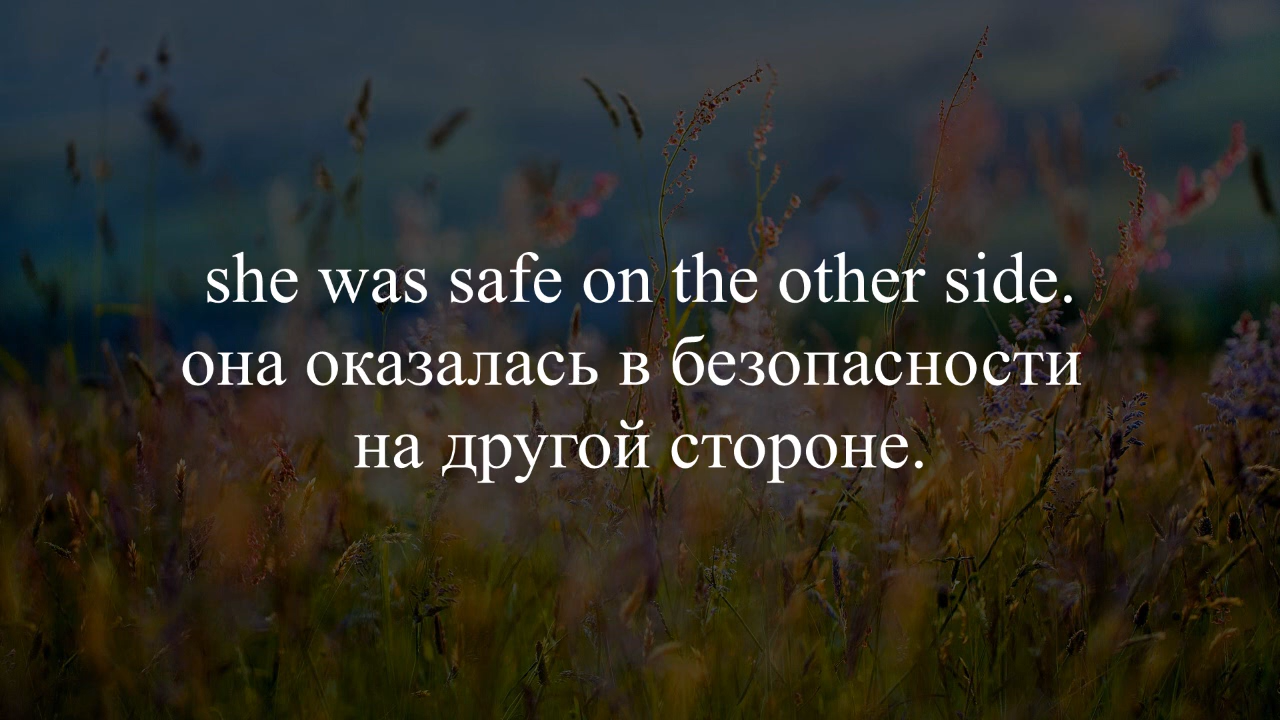 she was safe on the other side.
она оказалась в безопасности
на другой стороне.